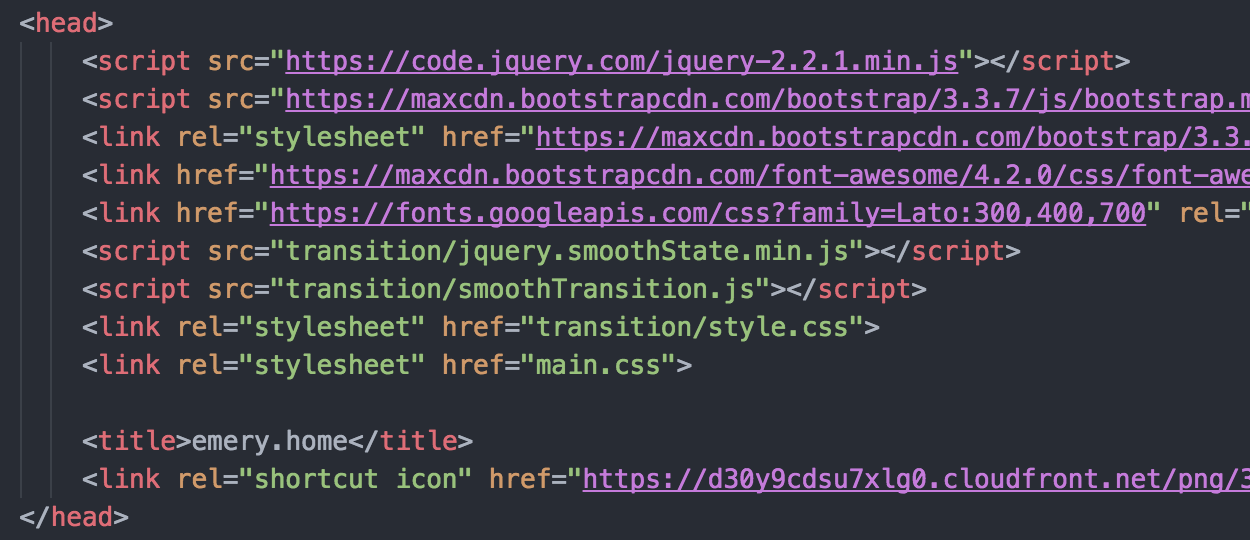 <head>
<script src="https://code.jquery.com/jquery-2.2.1.min.js"></script>
<script src="https://maxcdn.bootstrapcdn.com/bootstrap/3.3.7/js/bootstrap.m
<link rel="stylesheet" href="https://maxcdn.bootstrapcdn.com/bootstrap/3.3.
<link href="https://maxcdn.bootstrapcdn.com/font-awesome/4.2.0/css/font-awe
<link href="https://fonts.googleapis.com/css?family=Lato:300,400,700" rel="
<script src="transition/jquery.smoothState.min.js"></script>
<script src="transition/smoothTransition.js"></script>
<link rel="stylesheet" href="transition/style.css">
<link rel="stylesheet" href="main.css">
<title>emery.home</title>
<link rel="shortcut icon" href="https://d30y9cdsu7xlg0.cloudfront.net/png/3
</head>